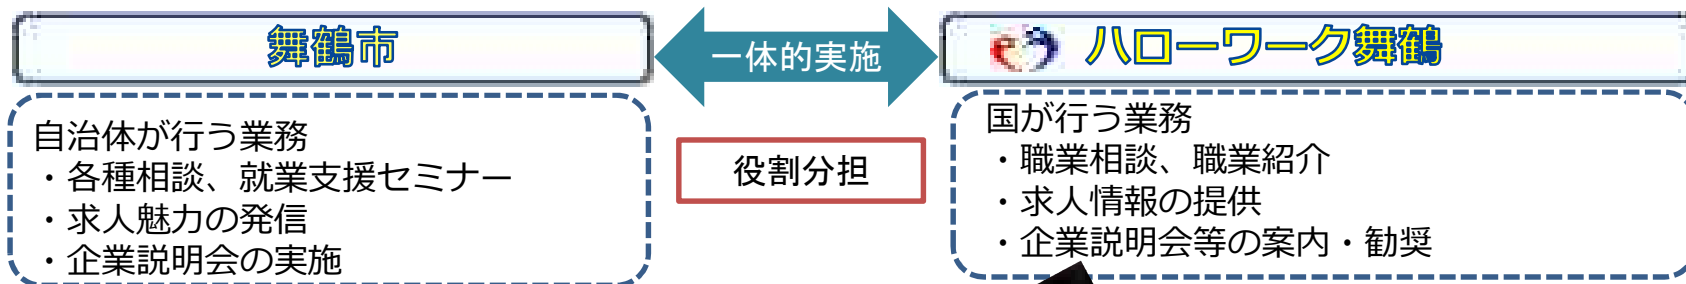 舞鶴市
一体的実施
ハローワーク舞鶴
自治体が行う業務
・各種相談、就業支援セミナー
・求人魅力の発信
・企業説明会の実施
役割分担
国が行う業務
・職業相談、職業紹介
・求人情報の提供
・企業説明会等の案内・勧奨